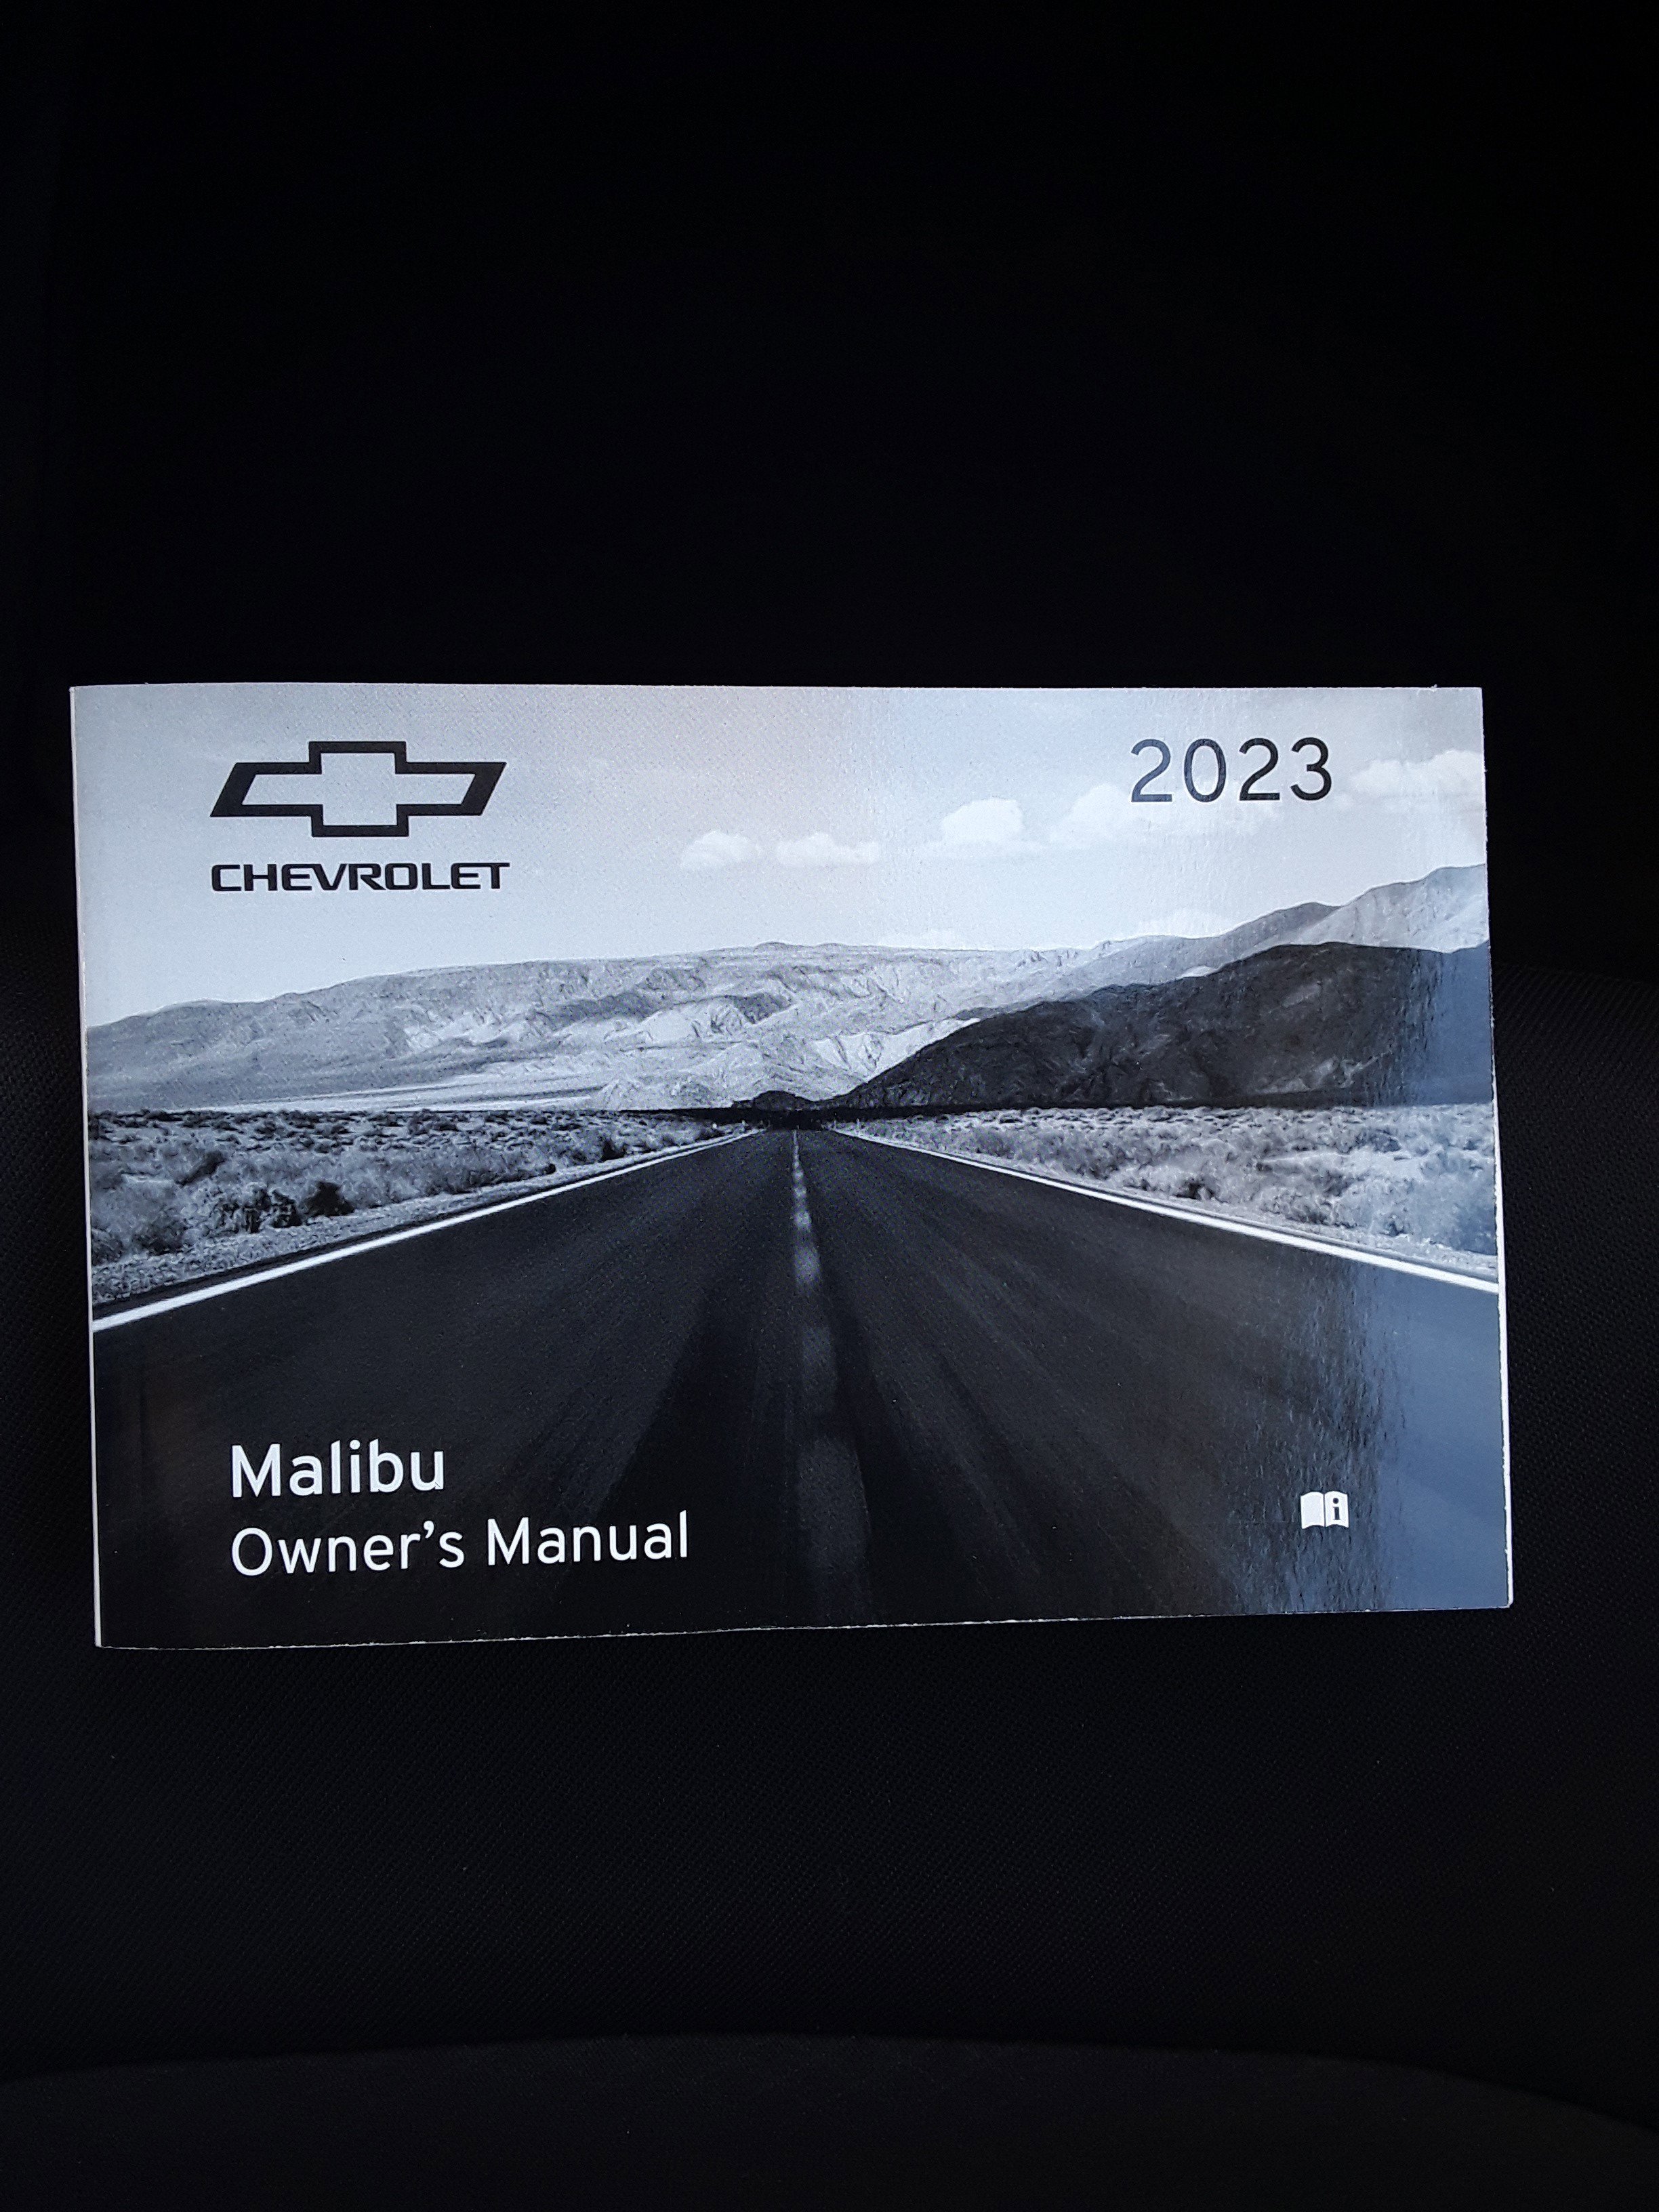 CHEVROLET
2023
Malibu
Owner's Manual